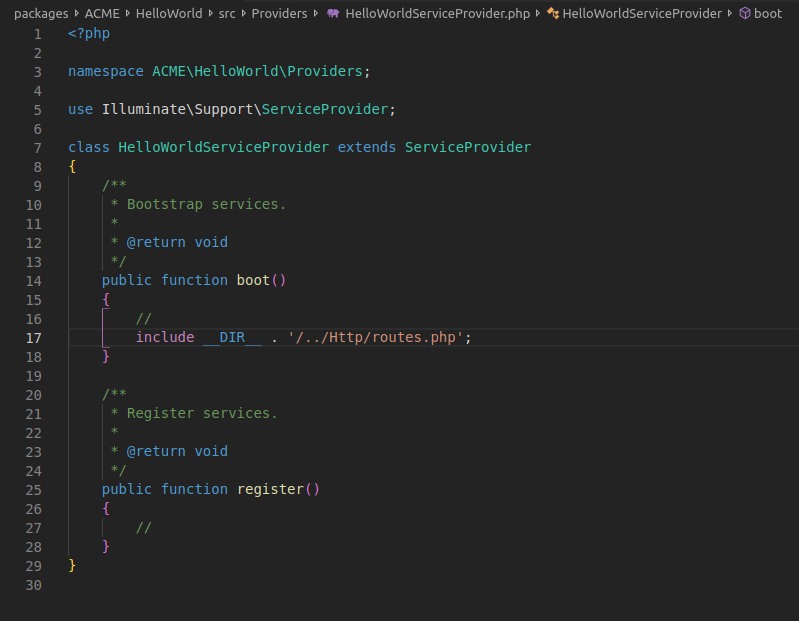 packages ACME HelloWorld src Providers HelloWorldServiceProvider.php HelloWorldServiceProvider boot
1 <?php
2
3 namespace ACME\HelloWorld\Providers;
4
5 use Illuminate\Support\ServiceProvider;
6
7 class HelloWorldServiceProvider extends ServiceProvider
8 {
9     /**
10      * Bootstrap services.
11      *
12      * @return void
13      */
14     public function boot()
15     {
16         //
17         include __DIR__ . '/../Http/routes.php';
18     }
19
20     /**
21      * Register services.
22      *
23      * @return void
24      */
25     public function register()
26     {
27         //
28     }
29 }
30